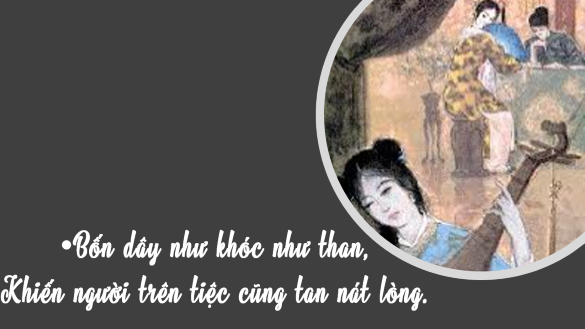 •Bốn dây như khóc như than,
Khiến người trên tiệc cũng tan nát lòng.